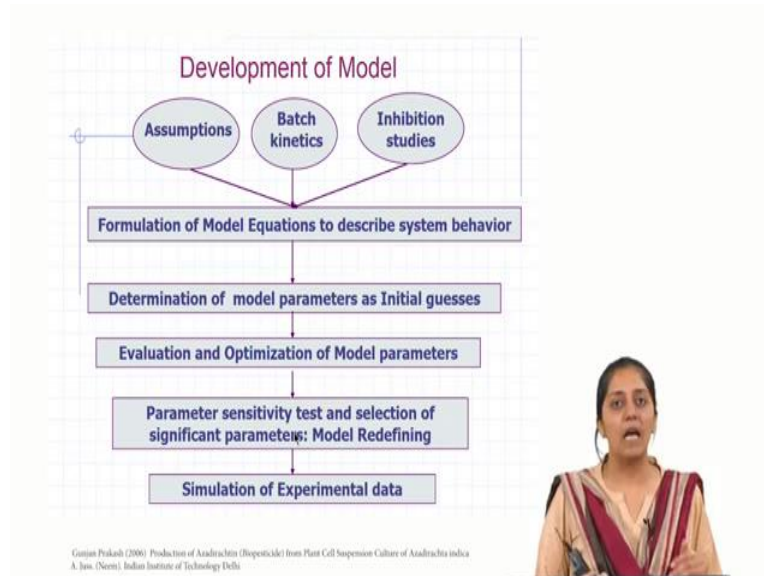 Development of Model
Assumptions
Batch
kinetics
Inhibition
studies
Formulation of Model Equations to describe system behavior
Determination of model parameters as Initial guesses
Evaluation and Optimization of Model parameters
Parameter sensitivity test and selection of
significant parameters: Model Redefining
Simulation of Experimental data
Gunjan Prakash (2006) Production of Azadirachtin (Biopesticide) from Plant Cell Suspension Culture of Azadirachta indica
A. Juss. (Neem). Indian Institute of Technology Delhi